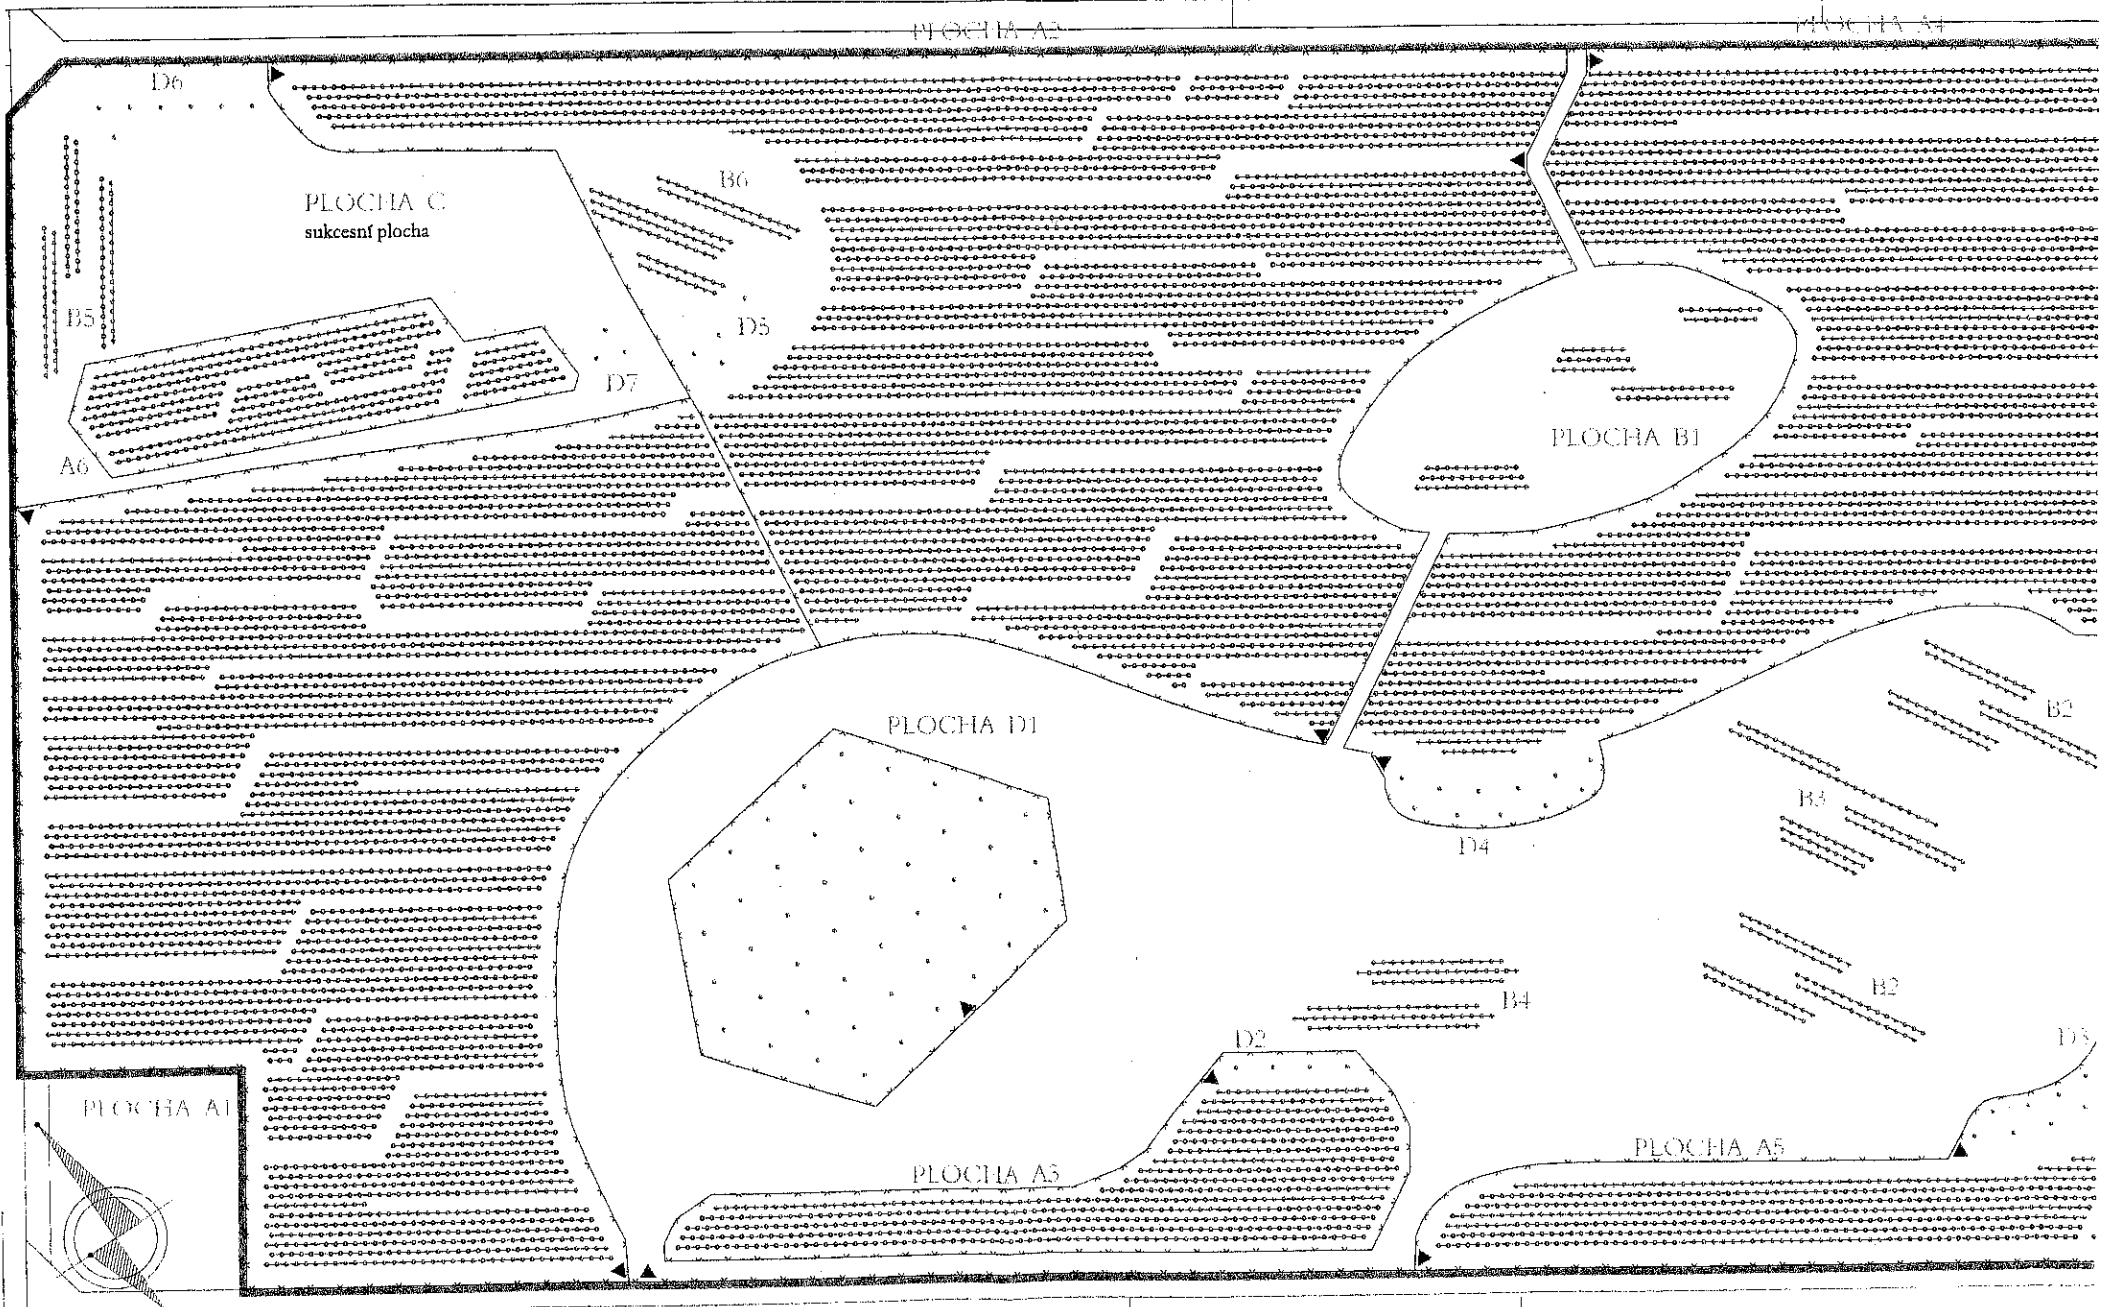 PLOCHA A2
PLOCHA A4
D6
B6
PLOCHA C
sukcesní plocha
B5
D5
D7
PLOCHA B1
A6
B2
PLOCHA D1
B3
D4
B2
B4
D2
D3
PLOCHA A1
PLOCHA A5
PLOCHA A3